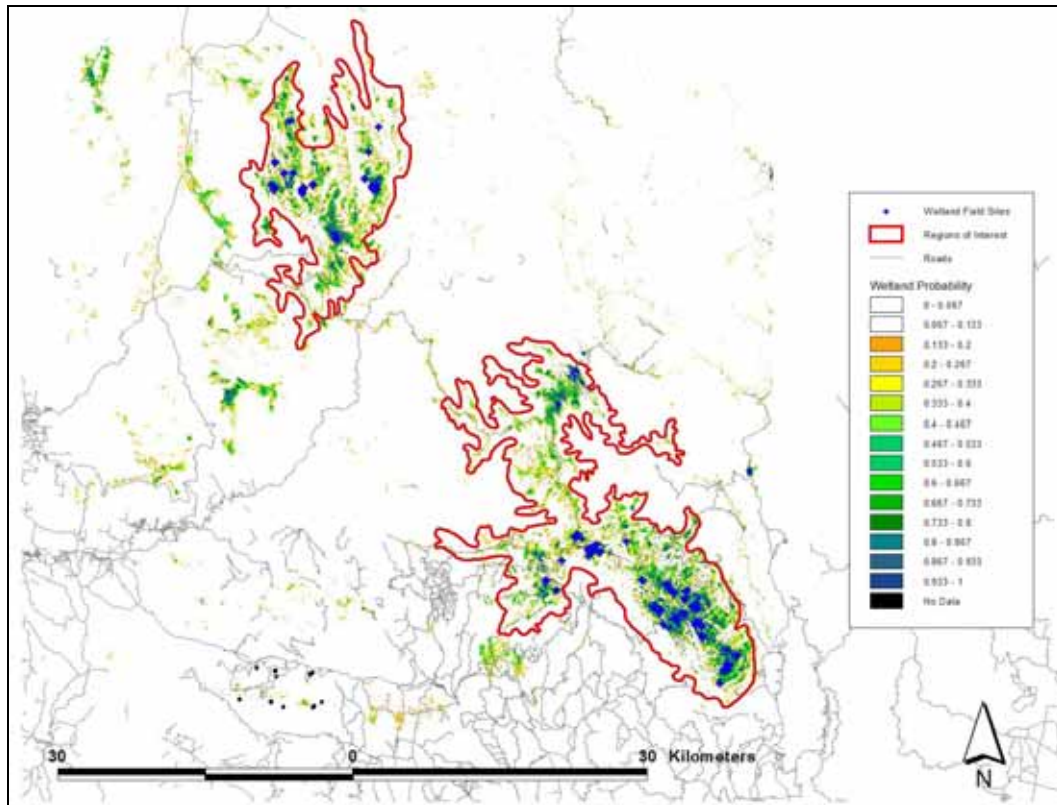 Wetland Field Sites
Regions of Interest
Roads
Wetland Probability
0 - 0.067
0.067 - 0.133
0.133 - 0.2
0.2 - 0.267
0.267 - 0.333
0.333 - 0.4
0.4 - 0.467
0.467 - 0.533
0.533 - 0.6
0.6 - 0.667
0.667 - 0.733
0.733 - 0.8
0.8 - 0.867
0.867 - 0.933
0.933 - 1
No Data
30 0 30 Kilometers
N